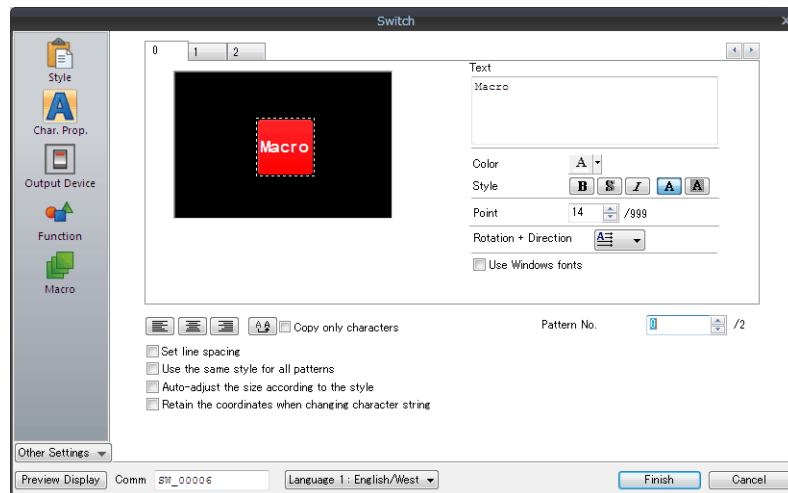 Switch
Style
Char. Prop.
Output Device
Function
Macro
Other Settings
0 1 2
Macro
Text
Macro
Color A
Style B S I A A
Point 14 /999
Rotation + Direction A
Use Windows fonts
Copy only characters
Pattern No. 0 /2
Set line spacing
Use the same style for all patterns
Auto-adjust the size according to the style
Retain the coordinates when changing character string
Preview Display Comm SW_00006 Language 1 : English/West Finish Cancel